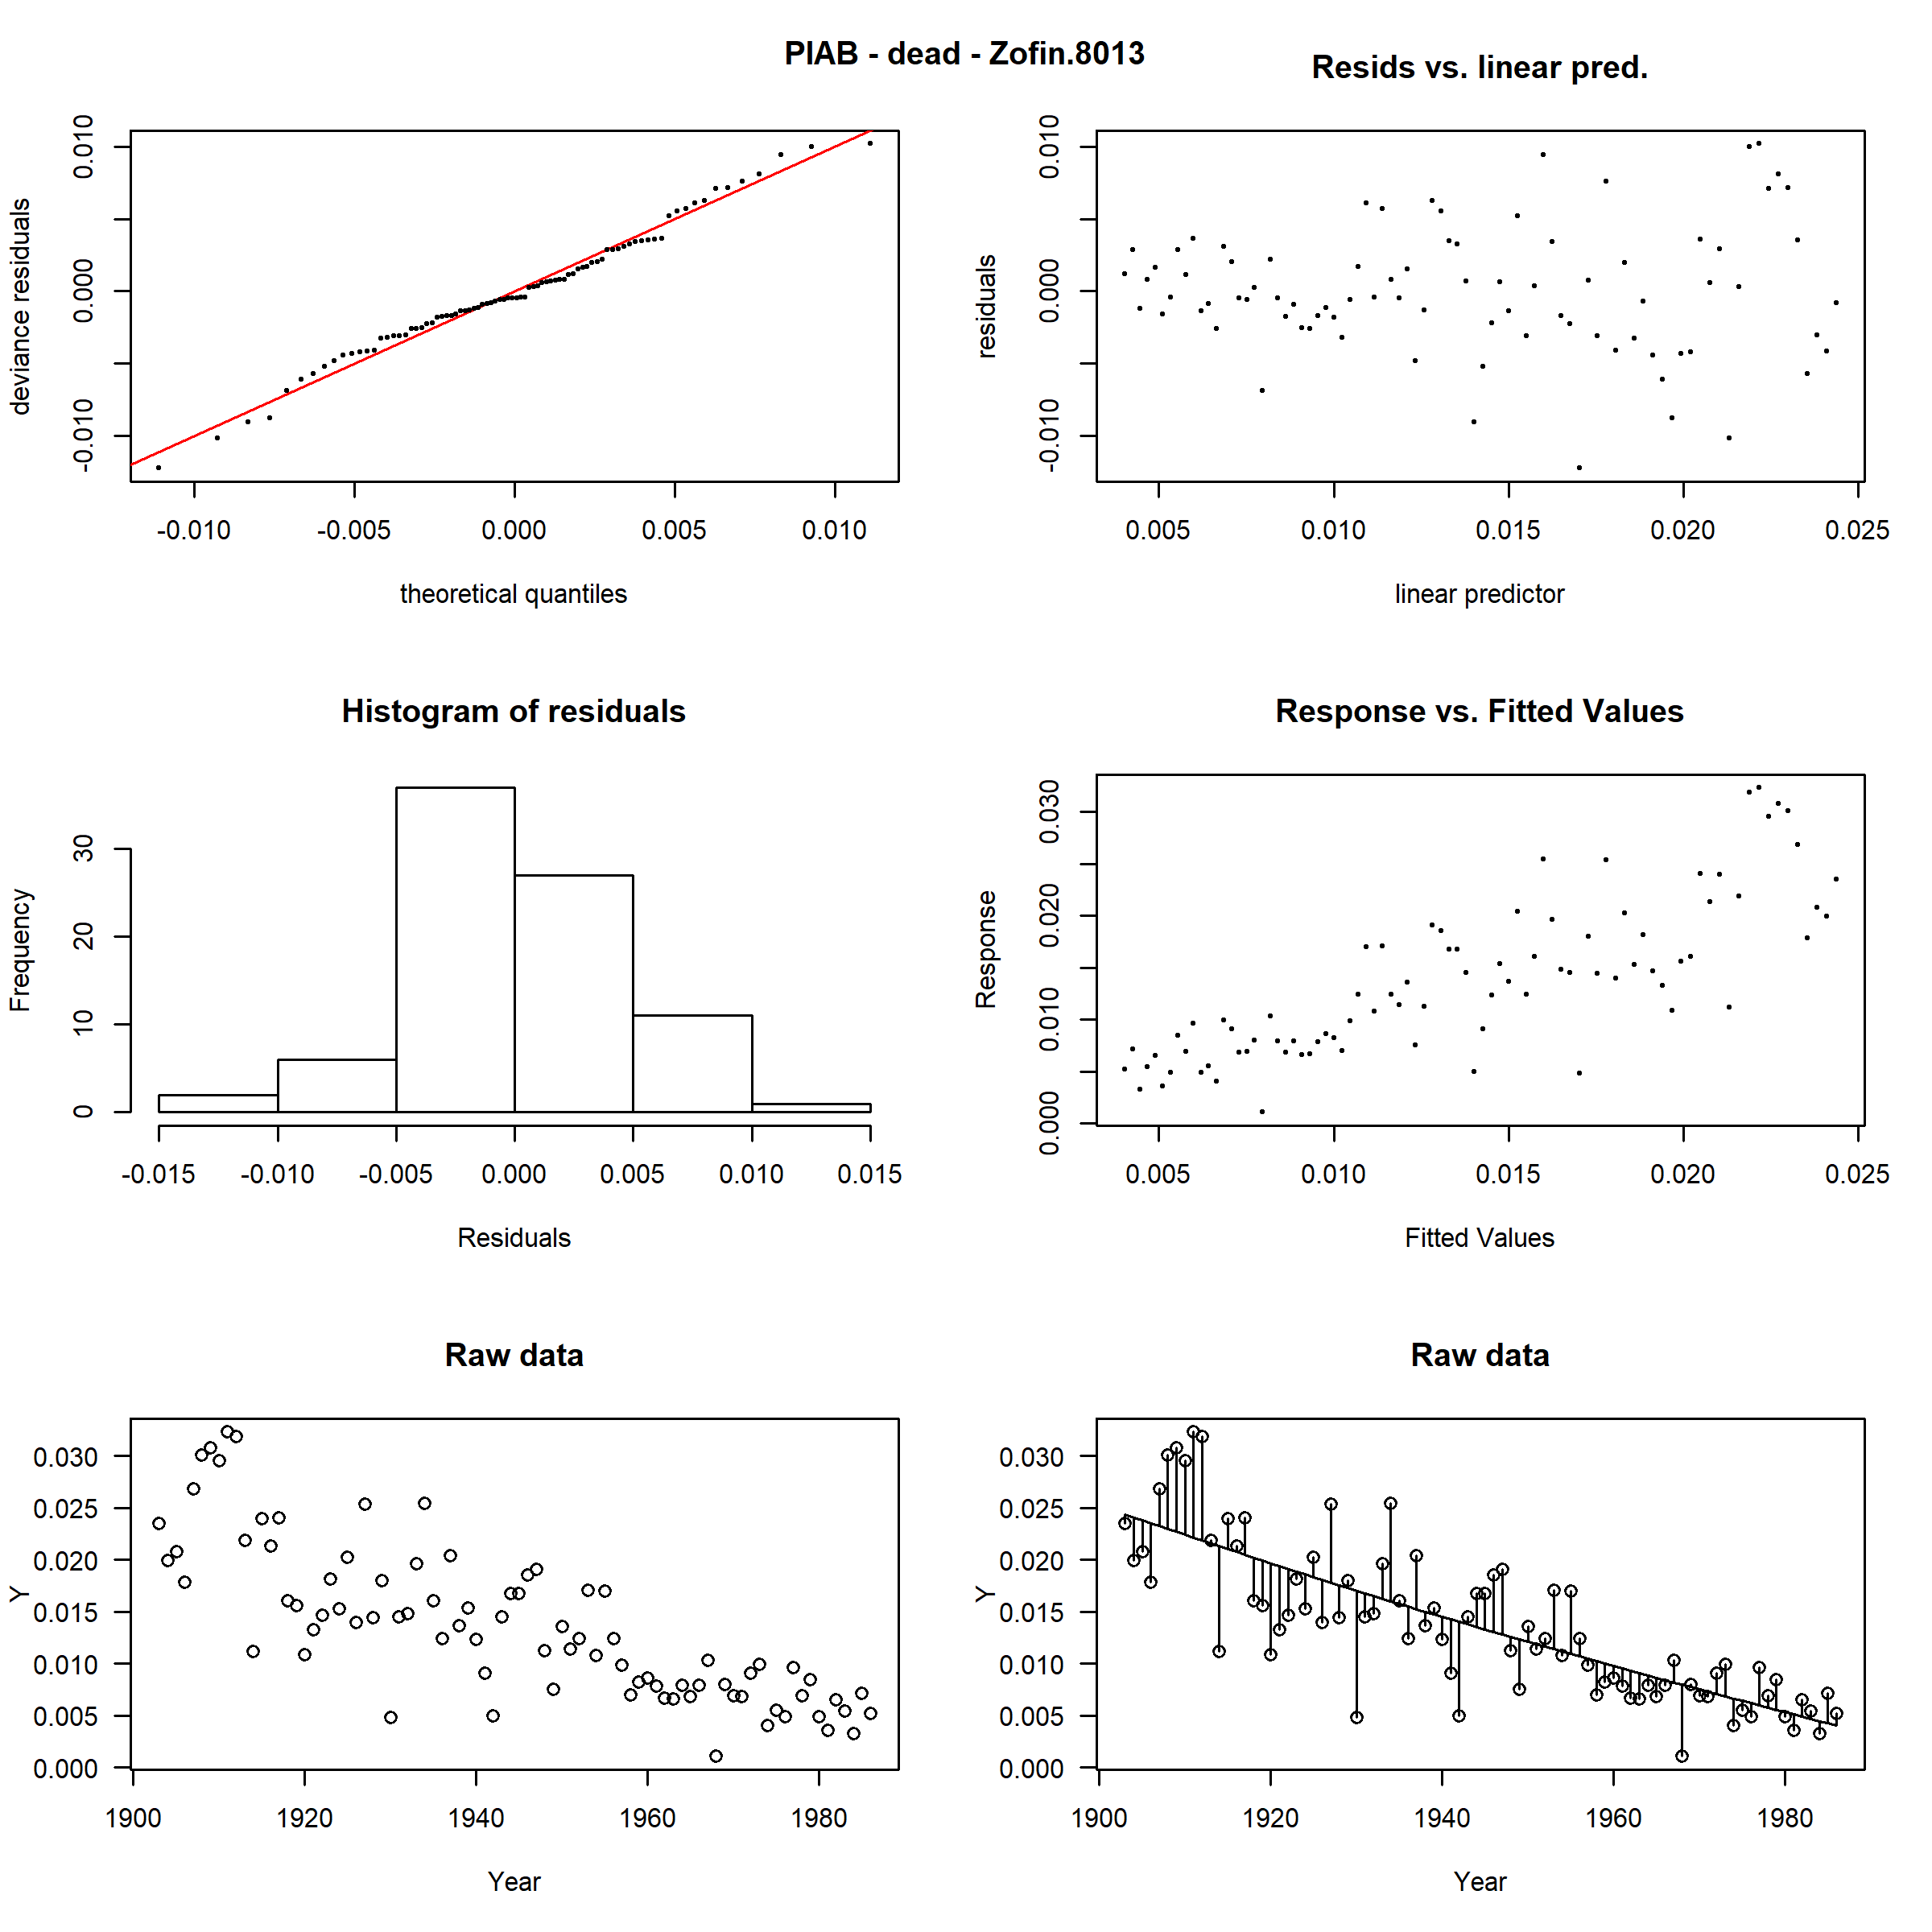 PIAB - dead - Zofin.8013
Resids vs. linear pred.
deviance residuals
-0.010 0.000 0.010
-0.010 -0.005 0.000 0.005 0.010
theoretical quantiles
residuals
-0.010 0.000 0.010
0.005 0.010 0.015 0.020 0.025
linear predictor
Histogram of residuals
Frequency
0 10 20 30
-0.015 -0.010 -0.005 0.000 0.005 0.010 0.015
Residuals
Response vs. Fitted Values
Response
0.000 0.010 0.020 0.030
0.005 0.010 0.015 0.020 0.025
Fitted Values
Raw data
Y
0.030
0.025
0.020
0.015
0.010
0.005
0.000
1900 1920 1940 1960 1980
Year
Raw data
Y
0.030
0.025
0.020
0.015
0.010
0.005
0.000
1900 1920 1940 1960 1980
Year